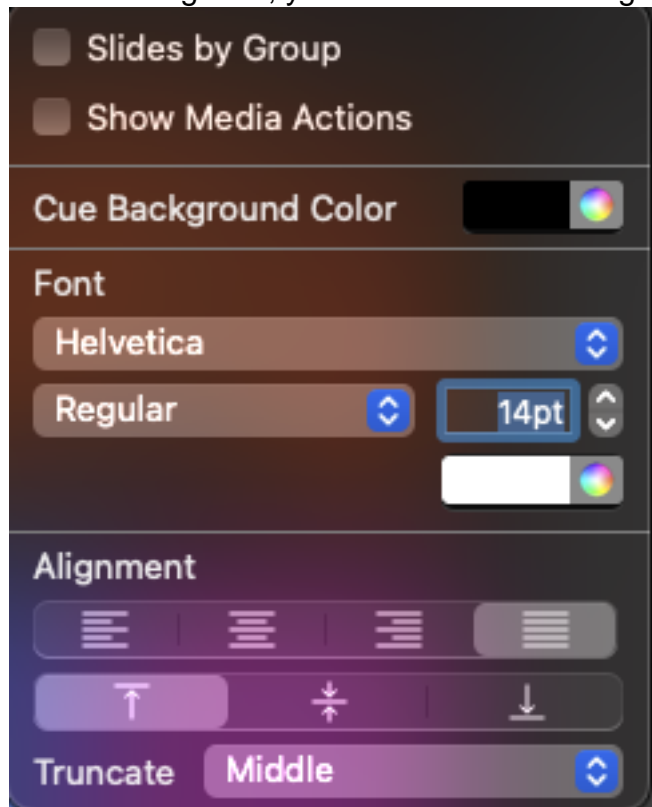 Slides by Group
Show Media Actions
Cue Background Color
Font
Helvetica
Regular 14pt
Alignment
Truncate Middle